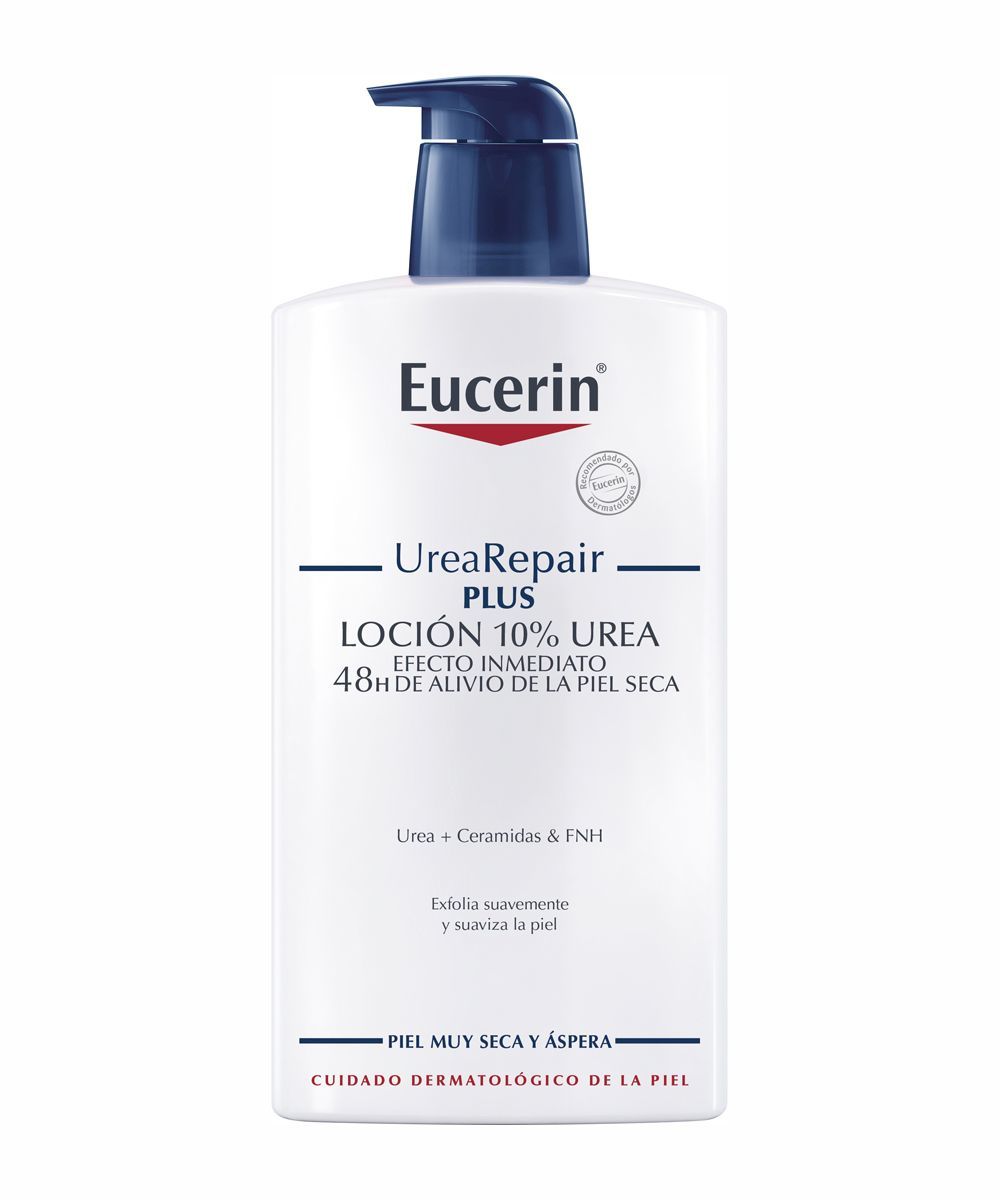 Eucerin®
Recomendado por
Eucerin
Dermatólogos
UreaRepair
PLUS
LOCIÓN 10% UREA
EFECTO INMEDIATO
48H DE ALIVIO DE LA PIEL SECA
Urea + Ceramidas & FNH
Exfolia suavemente
y suaviza la piel
PIEL MUY SECA Y ÁSPERA
CUIDADO DERMATOLÓGICO DE LA PIEL